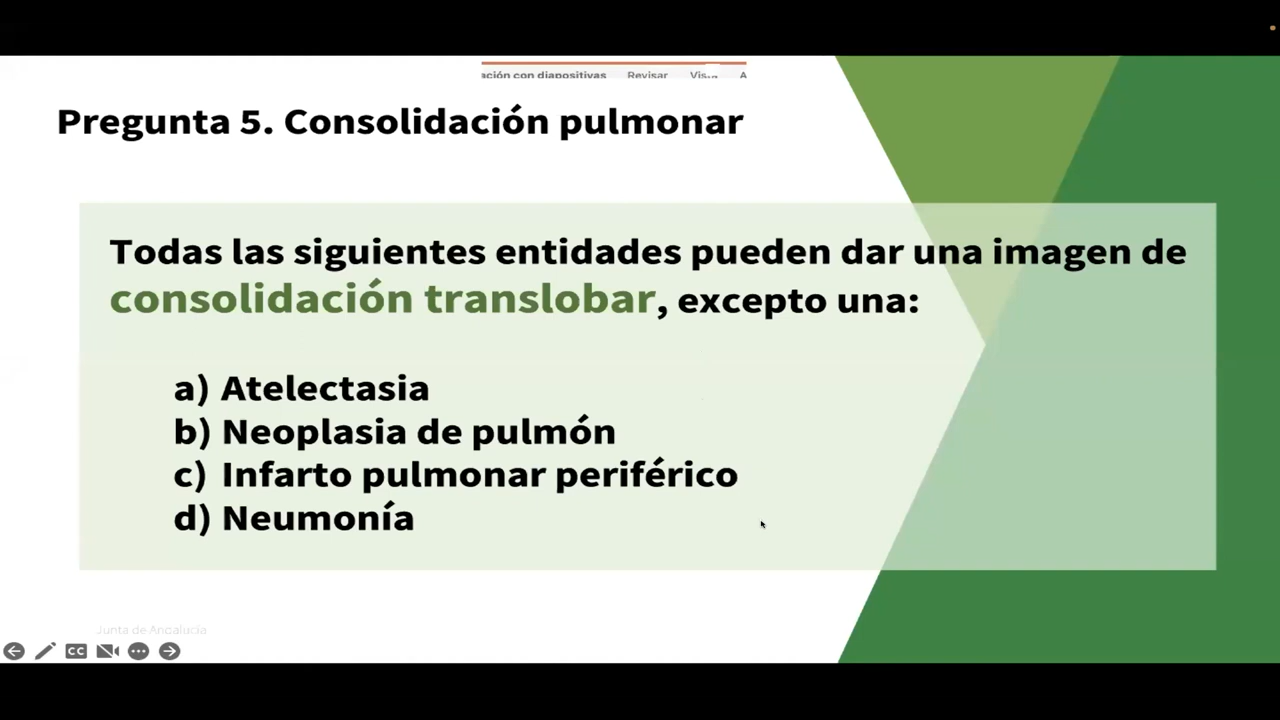 ación con diapositivas Revisar
Pregunta 5. Consolidación pulmonar
Todas las siguientes entidades pueden dar una imagen de
consolidación translobar, excepto una:
a) Atelectasia
b) Neoplasia de pulmón
c) Infarto pulmonar periférico
d) Neumonía
Junta de Andalucía
CC